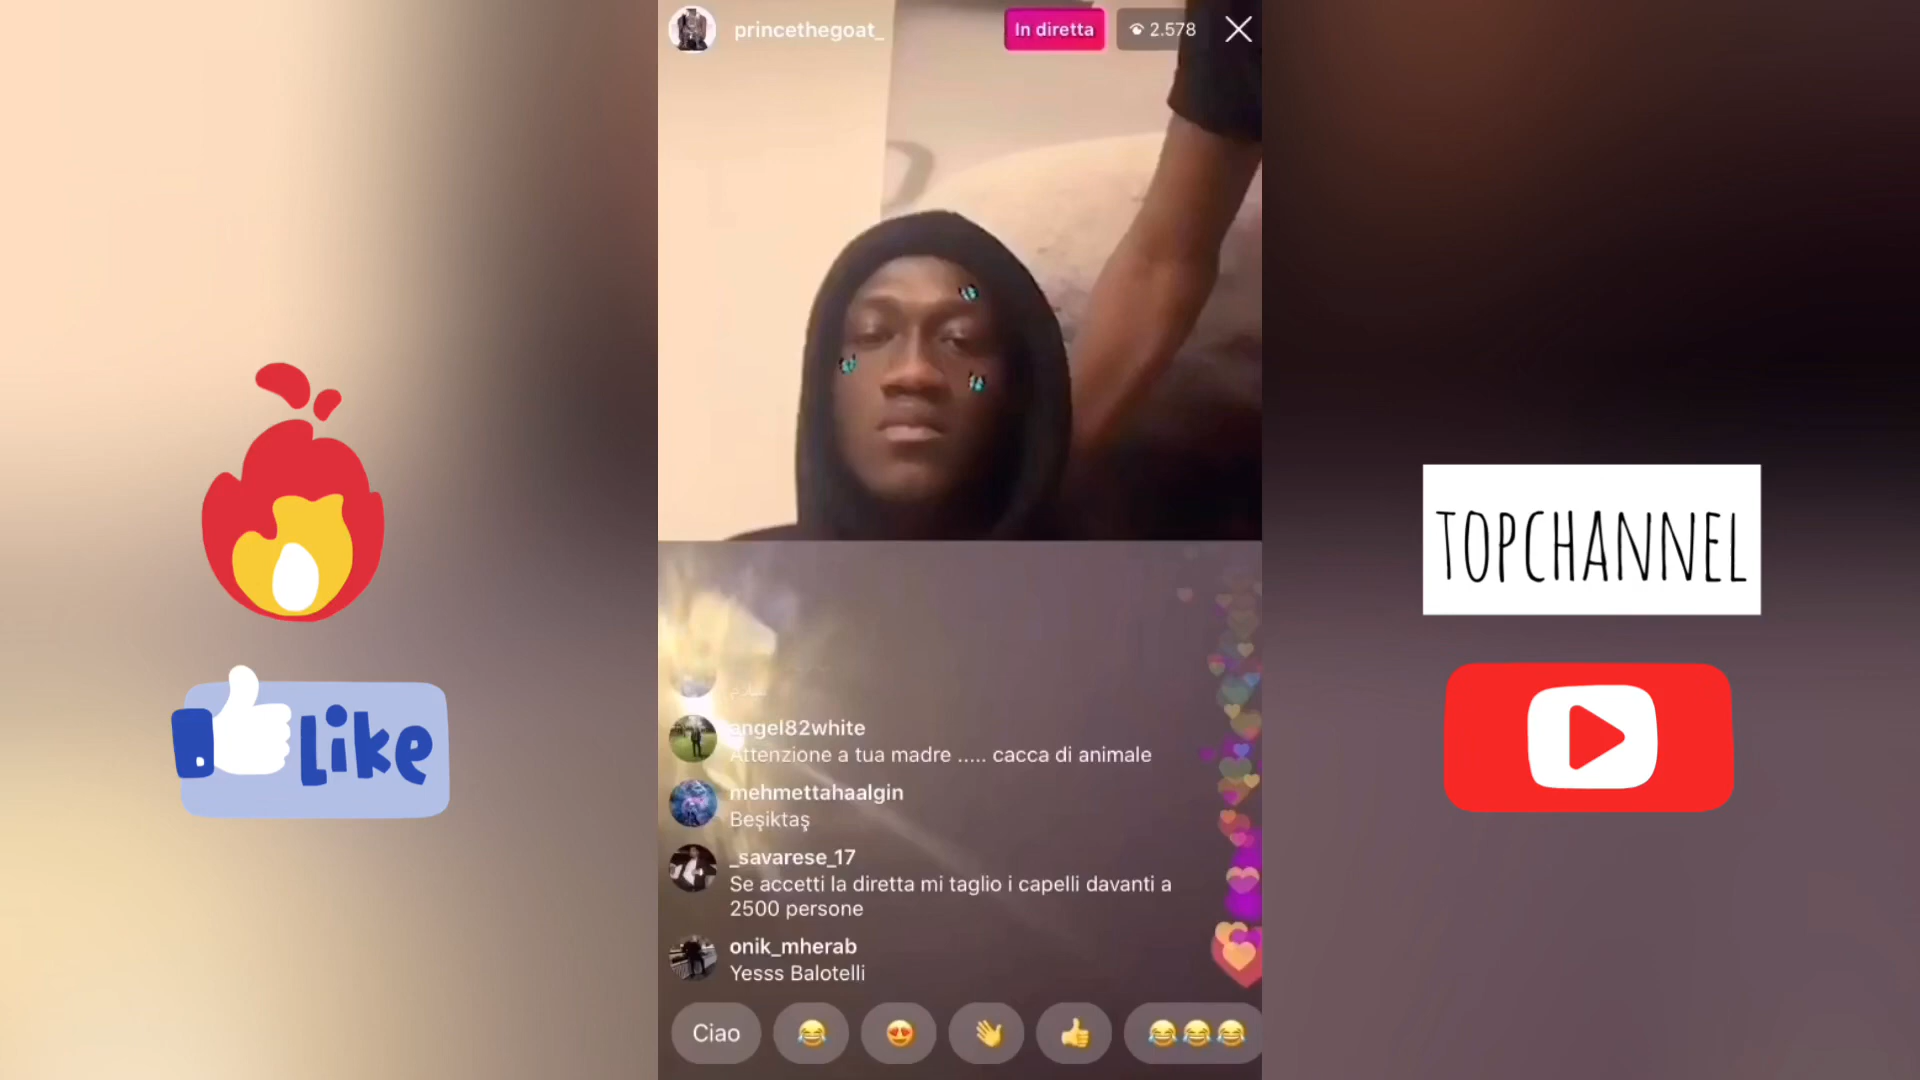 princethegoat_
In diretta
2.578
سلام
angel82white
Attenzione a tua madre ..... cacca di animale
mehmettahaalgin
Beşiktaş
_savarese_17
Se accetti la diretta mi taglio i capelli davanti a
2500 persone
onik_mherab
Yesss Balotelli
Ciao
Like
TOPCHANNEL